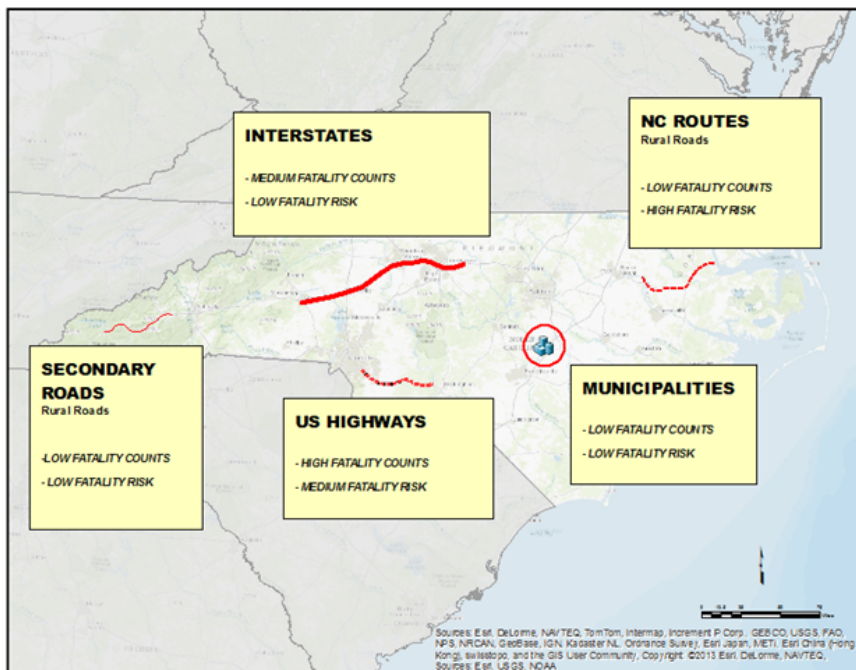 INTERSTATES
- MEDIUM FATALITY COUNTS
- LOW FATALITY RISK
NC ROUTES
Rural Roads
- LOW FATALITY COUNTS
- HIGH FATALITY RISK
SECONDARY
ROADS
Rural Roads
-LOW FATALITY COUNTS
- LOW FATALITY RISK
US HIGHWAYS
- HIGH FATALITY COUNTS
- MEDIUM FATALITY RISK
MUNICIPALITIES
- LOW FATALITY COUNTS
- LOW FATALITY RISK
Sources: Esri, DeLorme, NAVTEQ, TomTom, Intermap, increment P Corp., GEBCO, USGS, FAO,
NPS, NRCAN, GeoBase, IGN, Kadaster NL, Ordnance Survey, Esri Japan, METI, Esri China (Hong
Kong), swisstopo, and the GIS User Community, Copyright: ©2013 Esri, DeLorme, NAVTEQ,
Sources: Esri, USGS, NOAA